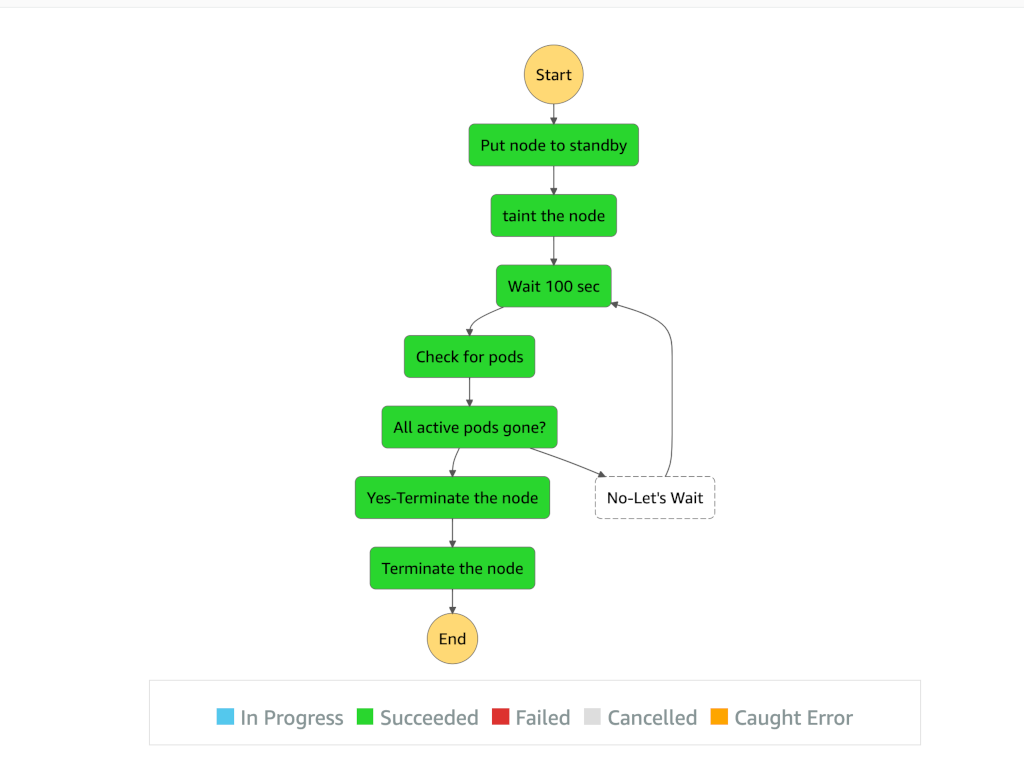 Start
Put node to standby
taint the node
Wait 100 sec
Check for pods
All active pods gone?
Yes-Terminate the node
No-Let's Wait
Terminate the node
End
In Progress Succeeded Failed Cancelled Caught Error